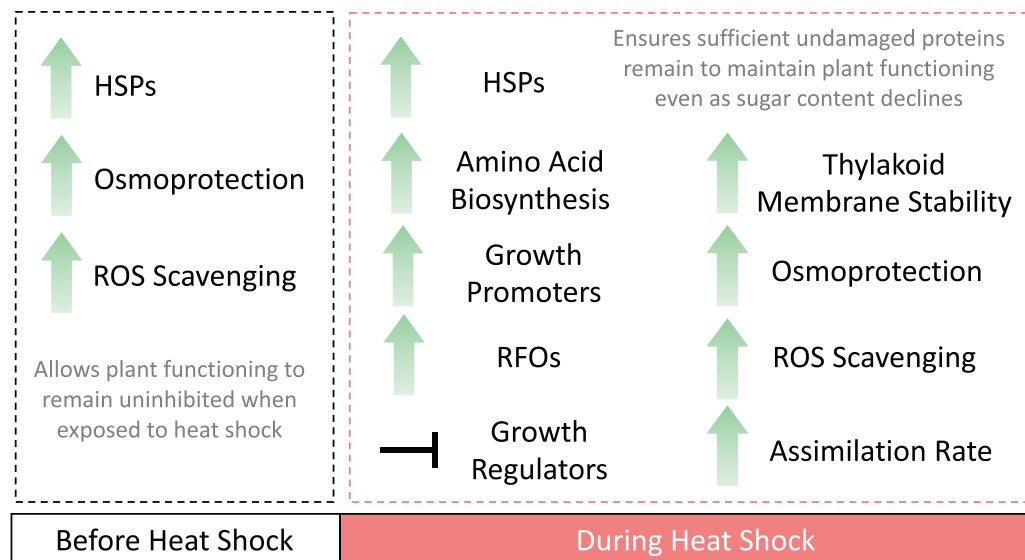 HSPs
Osmoprotection
ROS Scavenging
Allows plant functioning to
remain uninhibited when
exposed to heat shock
Before Heat Shock
Ensures sufficient undamaged proteins
remain to maintain plant functioning
even as sugar content declines
HSPs
Amino Acid
Biosynthesis
Growth
Promoters
RFOs
Growth
Regulators
Thylakoid
Membrane Stability
Osmoprotection
ROS Scavenging
Assimilation Rate
During Heat Shock